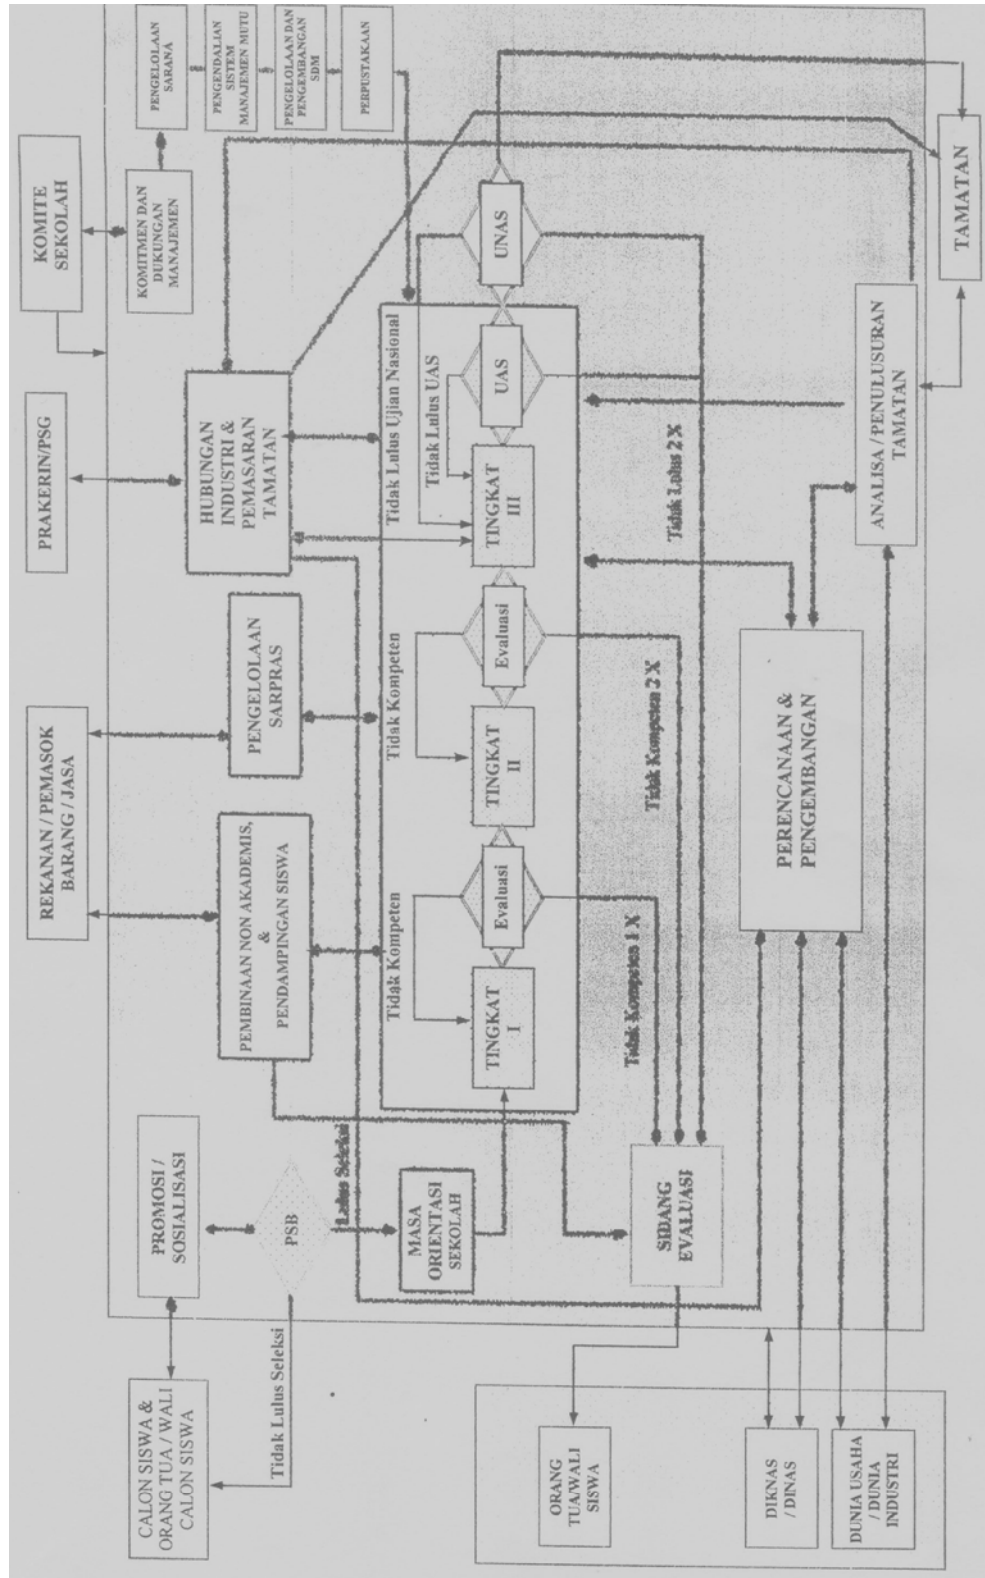 CALON SISWA &
ORANG TUA / WALI
CALON SISWA
PROMOSI /
SOSIALISASI
REKANAN / PEMASOK
BARANG / JASA
PRAKERIN/PSG
KOMITE
SEKOLAH
KOMITMEN DAN
DUKUNGAN
MANAJEMEN
PENGELOLAAN
SARANA
PENGENDALIAN
SISTEM
MANAJEMEN MUTU
PENGELOLAAN DAN
PENGEMBANGAN
SDM
PERPUSTAKAAN
Tidak Lulus Seleksi
PSB
Lulus Seleksi
PEMBINAAN NON AKADEMIS,
&
PENDAMPINGAN SISWA
PENGELOLAAN
SARPRAS
HUBUNGAN
INDUSTRI &
PEMASARAN
TAMATAN
MASA
ORIENTASI
SEKOLAH
Tidak Kompeten
Tidak Kompeten
Tidak Lulus Ujian Nasional
Tidak Lulus UAS
TINGKAT
I
Evaluasi
TINGKAT
II
Evaluasi
TINGKAT
III
UAS
UNAS
Tidak Kompeten 1 X
Tidak Kompeten 2 X
Tidak Lulus 2 X
ORANG
TUA/WALI
SISWA
SIDANG
EVALUASI
DIKNAS
/ DINAS
PERENCANAAN &
PENGEMBANGAN
DUNIA USAHA
/ DUNIA
INDUSTRI
ANALISA / PENULUSURAN
TAMATAN
TAMATAN